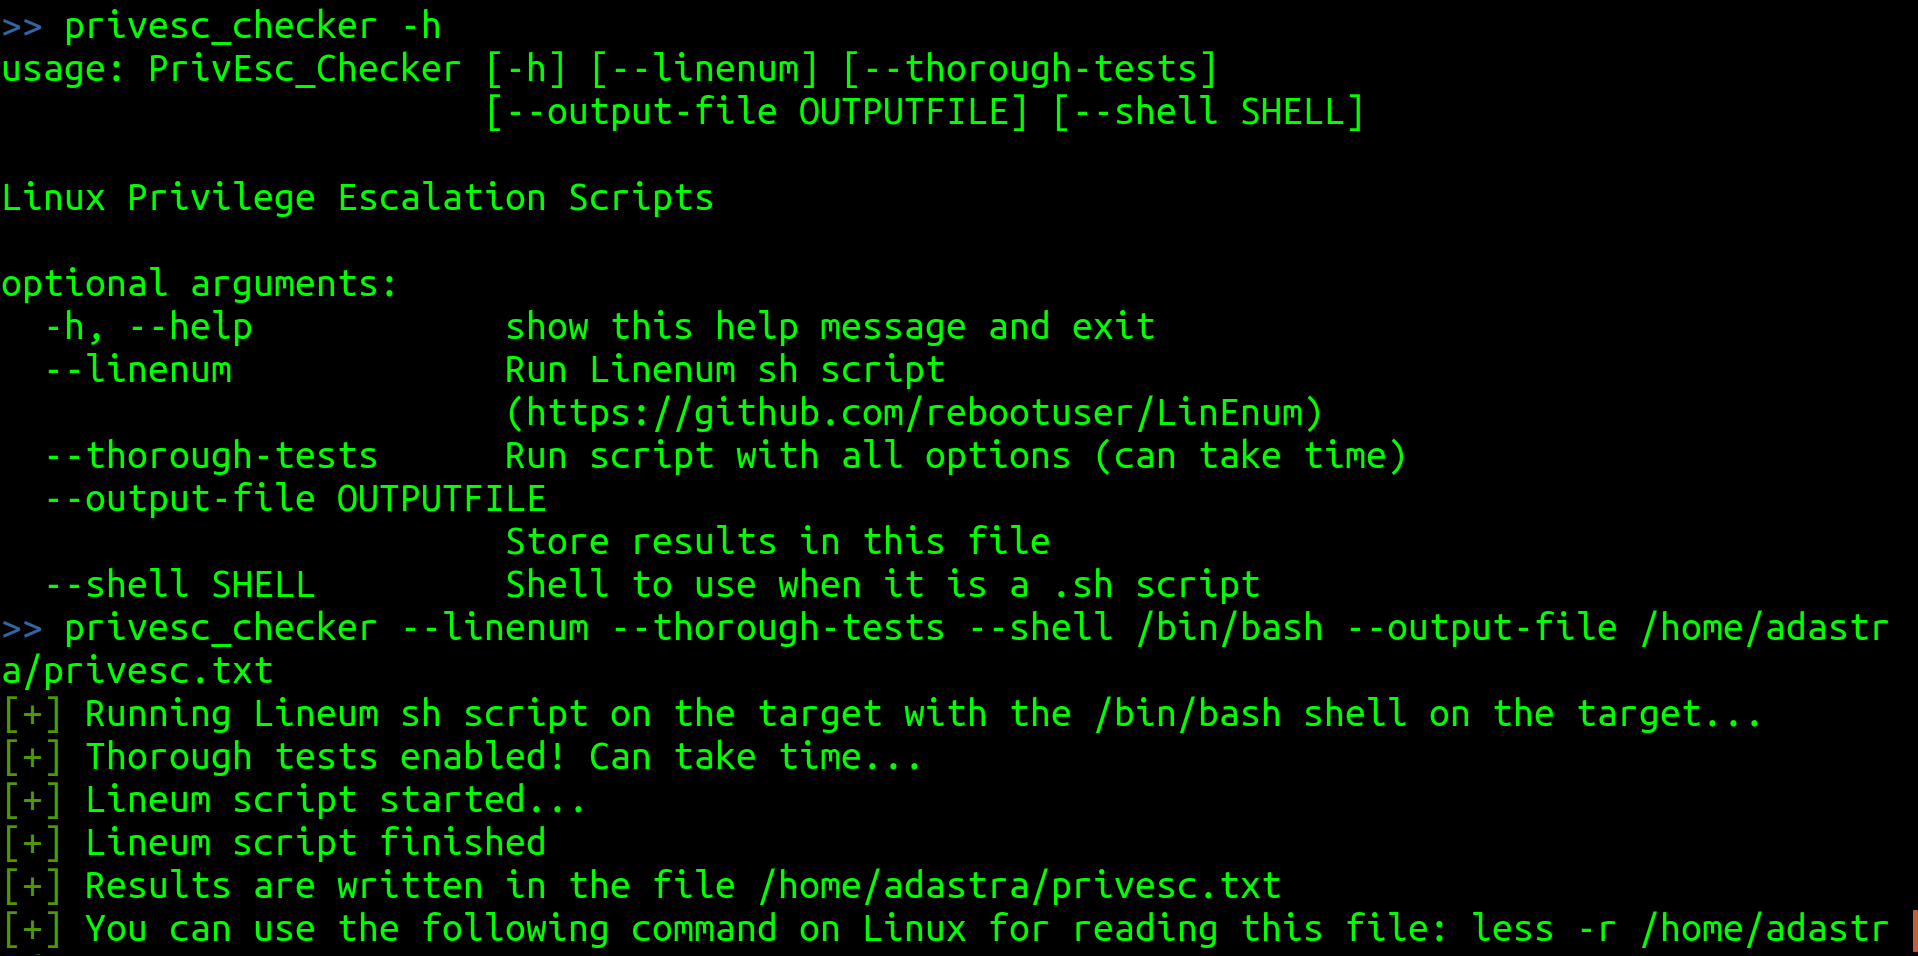 >> privesc_checker -h
usage: PrivEsc_Checker [-h] [--linenum] [--thorough-tests]
                       [--output-file OUTPUTFILE] [--shell SHELL]

Linux Privilege Escalation Scripts

optional arguments:
  -h, --help            show this help message and exit
  --linenum             Run Linenum sh script
                        (https://github.com/rebootuser/LinEnum)
  --thorough-tests      Run script with all options (can take time)
  --output-file OUTPUTFILE
                        Store results in this file
  --shell SHELL         Shell to use when it is a .sh script
>> privesc_checker --linenum --thorough-tests --shell /bin/bash --output-file /home/adastr
a/privesc.txt
[+] Running Lineum sh script on the target with the /bin/bash shell on the target...
[+] Thorough tests enabled! Can take time...
[+] Lineum script started...
[+] Lineum script finished
[+] Results are written in the file /home/adastra/privesc.txt
[+] You can use the following command on Linux for reading this file: less -r /home/adastr